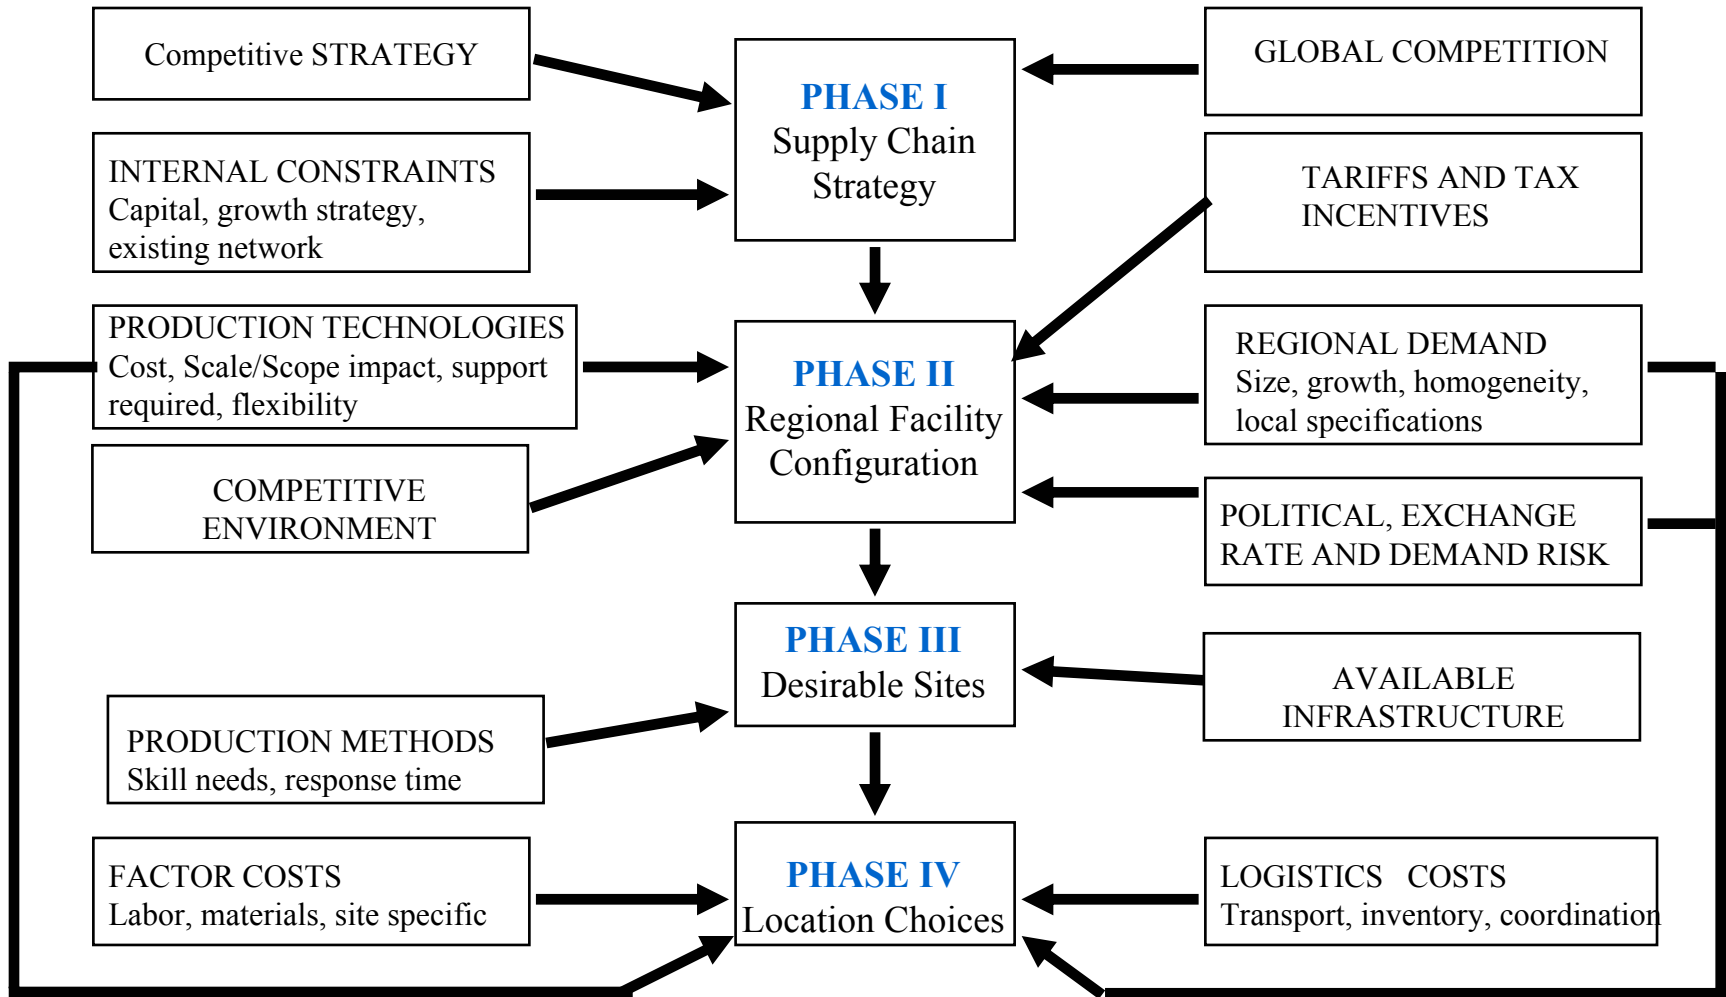 Competitive STRATEGY
GLOBAL COMPETITION
PHASE I
Supply Chain
Strategy
INTERNAL CONSTRAINTS
Capital, growth strategy,
existing network
TARIFFS AND TAX
INCENTIVES
PRODUCTION TECHNOLOGIES
Cost, Scale/Scope impact, support
required, flexibility
PHASE II
Regional Facility
Configuration
REGIONAL DEMAND
Size, growth, homogeneity,
local specifications
COMPETITIVE
ENVIRONMENT
POLITICAL, EXCHANGE
RATE AND DEMAND RISK
PHASE III
Desirable Sites
AVAILABLE
INFRASTRUCTURE
PRODUCTION METHODS
Skill needs, response time
FACTOR COSTS
Labor, materials, site specific
PHASE IV
Location Choices
LOGISTICS COSTS
Transport, inventory, coordination